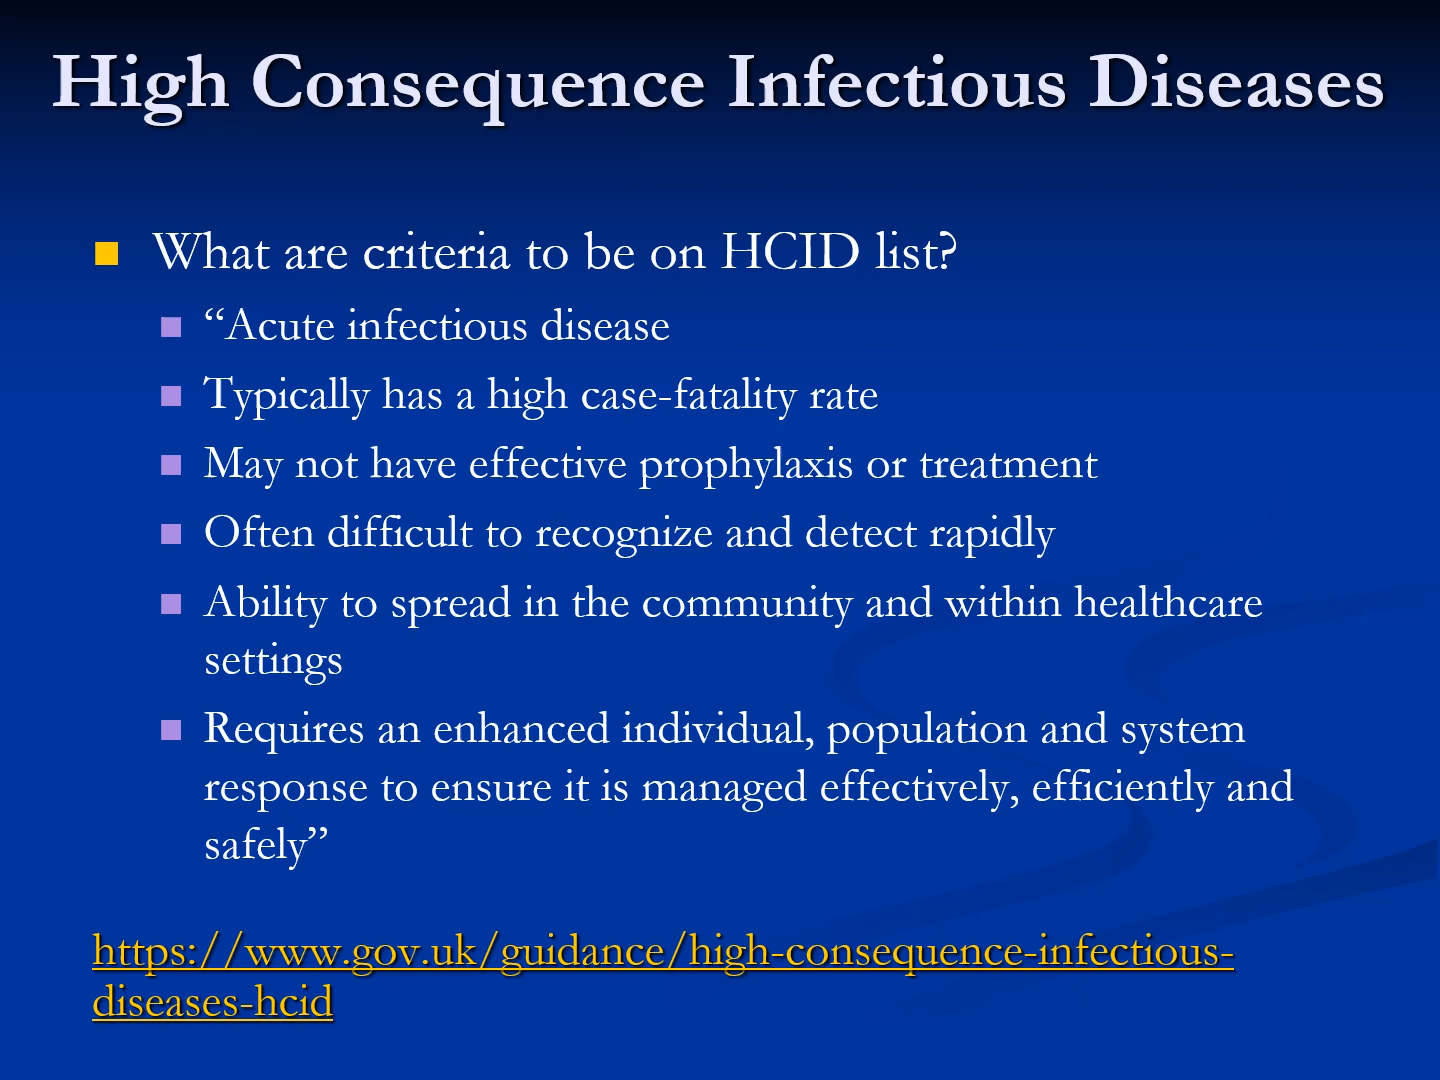 High Consequence Infectious Diseases
What are criteria to be on HCID list?
“Acute infectious disease
Typically has a high case-fatality rate
May not have effective prophylaxis or treatment
Often difficult to recognize and detect rapidly
Ability to spread in the community and within healthcare
settings
Requires an enhanced individual, population and system
response to ensure it is managed effectively, efficiently and
safely”
https://www.gov.uk/guidance/high-consequence-infectious-
diseases-hcid